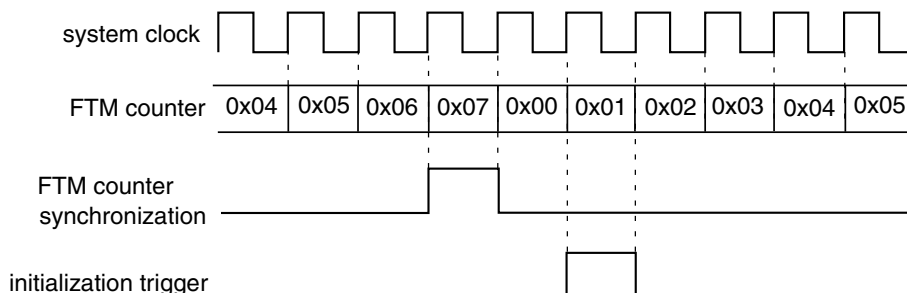 system clock
FTM counter 0x04 0x05 0x06 0x07 0x00 0x01 0x02 0x03 0x04 0x05
FTM counter
synchronization
initialization trigger